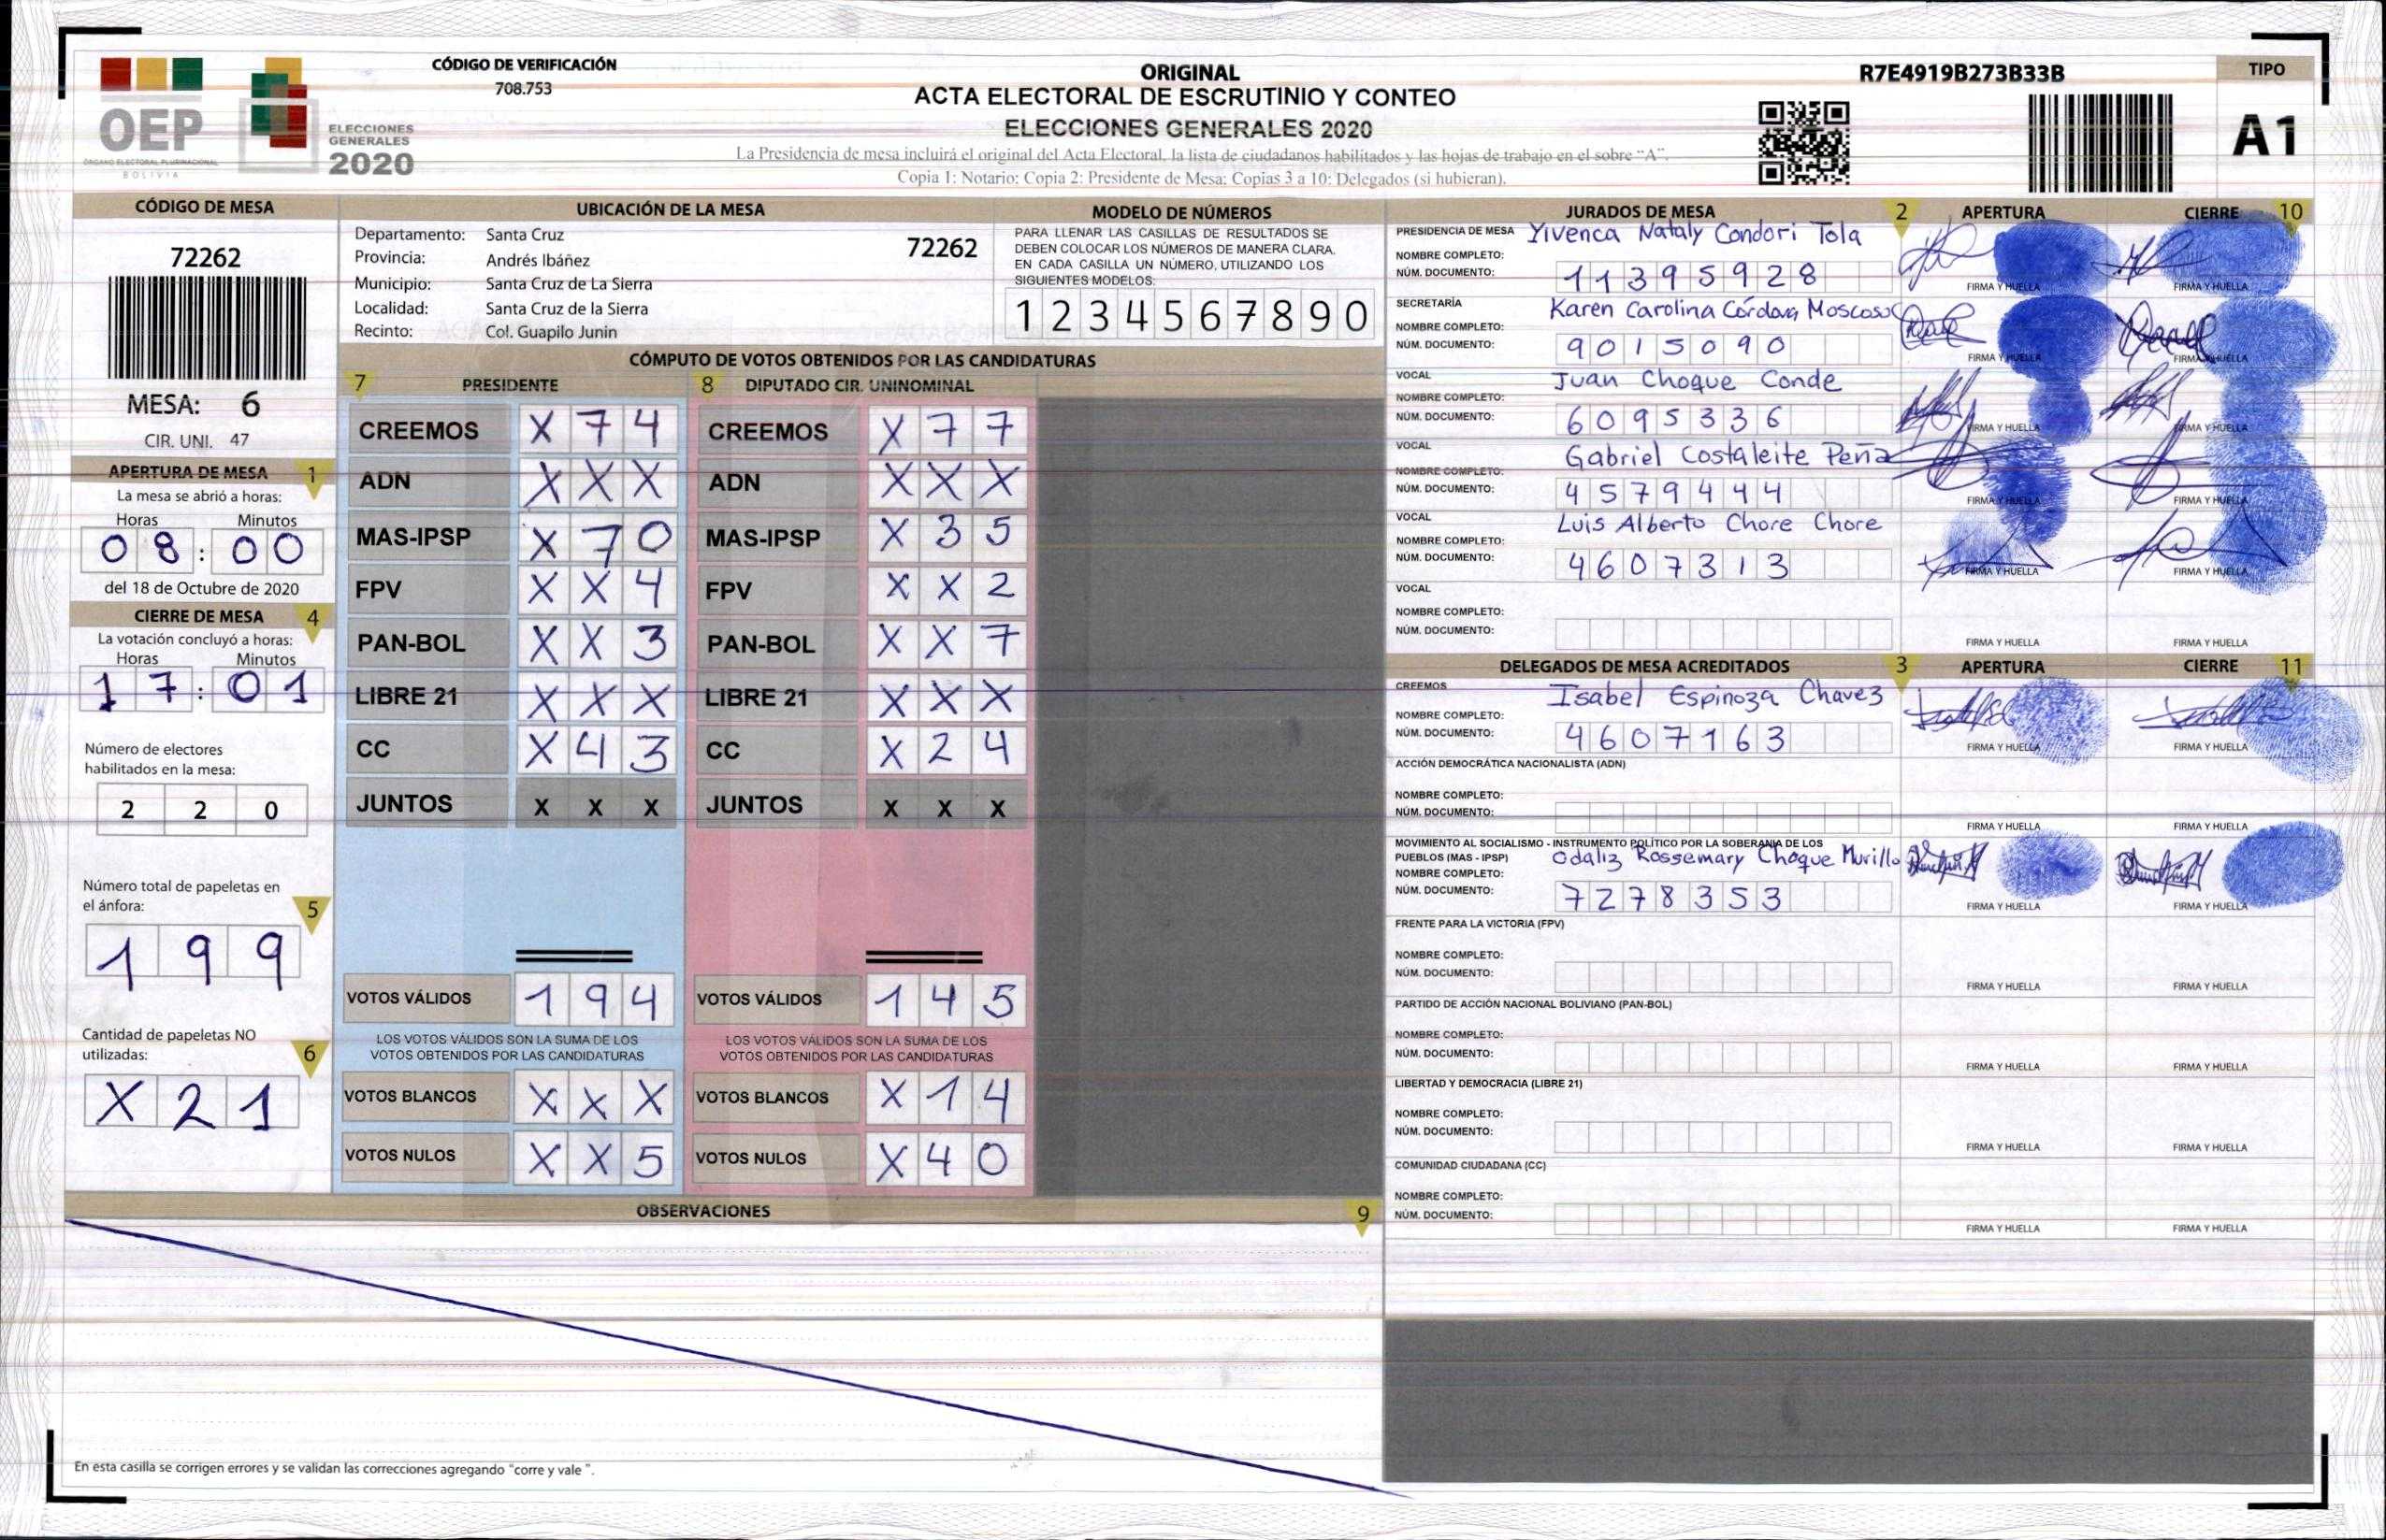 CÓDIGO DE VERIFICACIÓN
708.753
OEP
ÓRGANO ELECTORAL PLURINACIONAL
BOLIVIA
ELECCIONES
GENERALES
2020
ORIGINAL
ACTA ELECTORAL DE ESCRUTINIO Y CONTEO
ELECCIONES GENERALES 2020
La Presidencia de mesa incluirá el original del Acta Electoral, la lista de ciudadanos habilitados y las hojas de trabajo en el sobre "A".
Copia 1: Notario; Copia 2: Presidente de Mesa; Copias 3 a 10: Delegados (si hubieran).
R7E4919B273B33B
TIPO
A1
CÓDIGO DE MESA
72262
MESA: 6
CIR. UNI. 47
APERTURA DE MESA 1
La mesa se abrió a horas:
Horas Minutos
08:00
del 18 de Octubre de 2020
CIERRE DE MESA 4
La votación concluyó a horas:
Horas Minutos
17:01
Número de electores
habilitados en la mesa:
2 2 0
Número total de papeletas en
el ánfora: 5
1 9 9
Cantidad de papeletas NO
utilizadas: 6
X 2 1
UBICACIÓN DE LA MESA
Departamento: Santa Cruz 72262
Provincia: Andrés Ibáñez
Municipio: Santa Cruz de La Sierra
Localidad: Santa Cruz de la Sierra
Recinto: Col. Guapilo Junin
MODELO DE NÚMEROS
PARA LLENAR LAS CASILLAS DE RESULTADOS SE
DEBEN COLOCAR LOS NÚMEROS DE MANERA CLARA.
EN CADA CASILLA UN NÚMERO, UTILIZANDO LOS
SIGUIENTES MODELOS:
1 2 3 4 5 6 7 8 9 0
CÓMPUTO DE VOTOS OBTENIDOS POR LAS CANDIDATURAS
7 PRESIDENTE 8 DIPUTADO CIR. UNINOMINAL
CREEMOS X 7 4 CREEMOS X 7 7
ADN X X X ADN X X X
MAS-IPSP X 7 0 MAS-IPSP X 3 5
FPV X X 4 FPV X X 2
PAN-BOL X X 3 PAN-BOL X X 7
LIBRE 21 X X X LIBRE 21 X X X
CC X 4 3 CC X 2 4
JUNTOS X X X JUNTOS X X X
VOTOS VÁLIDOS 1 9 4 VOTOS VÁLIDOS 1 4 5
LOS VOTOS VÁLIDOS SON LA SUMA DE LOS LOS VOTOS VÁLIDOS SON LA SUMA DE LOS
VOTOS OBTENIDOS POR LAS CANDIDATURAS VOTOS OBTENIDOS POR LAS CANDIDATURAS
VOTOS BLANCOS X X X VOTOS BLANCOS X 1 4
VOTOS NULOS X X 5 VOTOS NULOS X 4 0
OBSERVACIONES 9
En esta casilla se corrigen errores y se validan las correcciones agregando "corre y vale ".
JURADOS DE MESA 2 APERTURA CIERRE 10
PRESIDENCIA DE MESA Yivenca Nataly Condori Tola
NOMBRE COMPLETO:
NÚM. DOCUMENTO: 11395928 FIRMA Y HUELLA FIRMA Y HUELLA
SECRETARÍA Karen Carolina Córdova Moscoso
NOMBRE COMPLETO:
NÚM. DOCUMENTO: 9015090 FIRMA Y HUELLA FIRMA Y HUELLA
VOCAL Juan Choque Conde
NOMBRE COMPLETO:
NÚM. DOCUMENTO: 6095336 FIRMA Y HUELLA FIRMA Y HUELLA
VOCAL Gabriel Costaleite Peña
NOMBRE COMPLETO:
NÚM. DOCUMENTO: 4579444 FIRMA Y HUELLA FIRMA Y HUELLA
VOCAL Luis Alberto Chore Chore
NOMBRE COMPLETO:
NÚM. DOCUMENTO: 4607313 FIRMA Y HUELLA FIRMA Y HUELLA
VOCAL
NOMBRE COMPLETO:
NÚM. DOCUMENTO: FIRMA Y HUELLA FIRMA Y HUELLA
DELEGADOS DE MESA ACREDITADOS 3 APERTURA CIERRE 11
CREEMOS Isabel Espinoza Chavez
NOMBRE COMPLETO:
NÚM. DOCUMENTO: 4607163 FIRMA Y HUELLA FIRMA Y HUELLA
ACCIÓN DEMOCRÁTICA NACIONALISTA (ADN)
NOMBRE COMPLETO:
NÚM. DOCUMENTO: FIRMA Y HUELLA FIRMA Y HUELLA
MOVIMIENTO AL SOCIALISMO - INSTRUMENTO POLÍTICO POR LA SOBERANÍA DE LOS
PUEBLOS (MAS - IPSP) Odaliz Rossemary Choque Murillo
NOMBRE COMPLETO:
NÚM. DOCUMENTO: 7278353 FIRMA Y HUELLA FIRMA Y HUELLA
FRENTE PARA LA VICTORIA (FPV)
NOMBRE COMPLETO:
NÚM. DOCUMENTO: FIRMA Y HUELLA FIRMA Y HUELLA
PARTIDO DE ACCIÓN NACIONAL BOLIVIANO (PAN-BOL)
NOMBRE COMPLETO:
NÚM. DOCUMENTO: FIRMA Y HUELLA FIRMA Y HUELLA
LIBERTAD Y DEMOCRACIA (LIBRE 21)
NOMBRE COMPLETO:
NÚM. DOCUMENTO: FIRMA Y HUELLA FIRMA Y HUELLA
COMUNIDAD CIUDADANA (CC)
NOMBRE COMPLETO:
NÚM. DOCUMENTO: FIRMA Y HUELLA FIRMA Y HUELLA